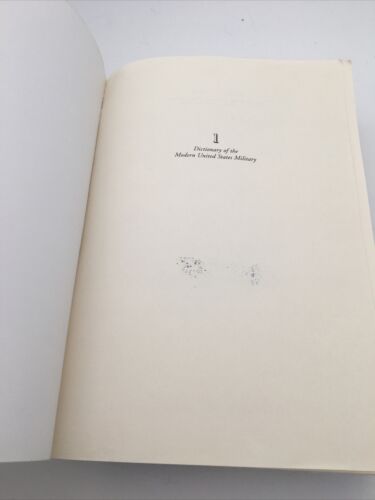 1
Dictionary of the
Modern United States Military